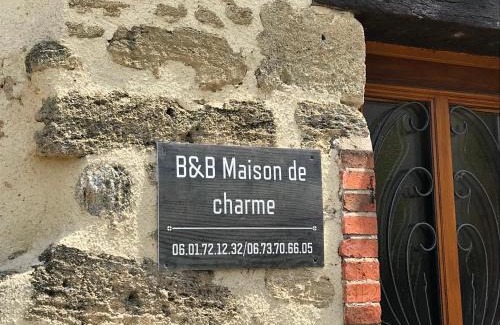 B&B Maison de
charme
06.01.72.12.32/06.73.70.66.05